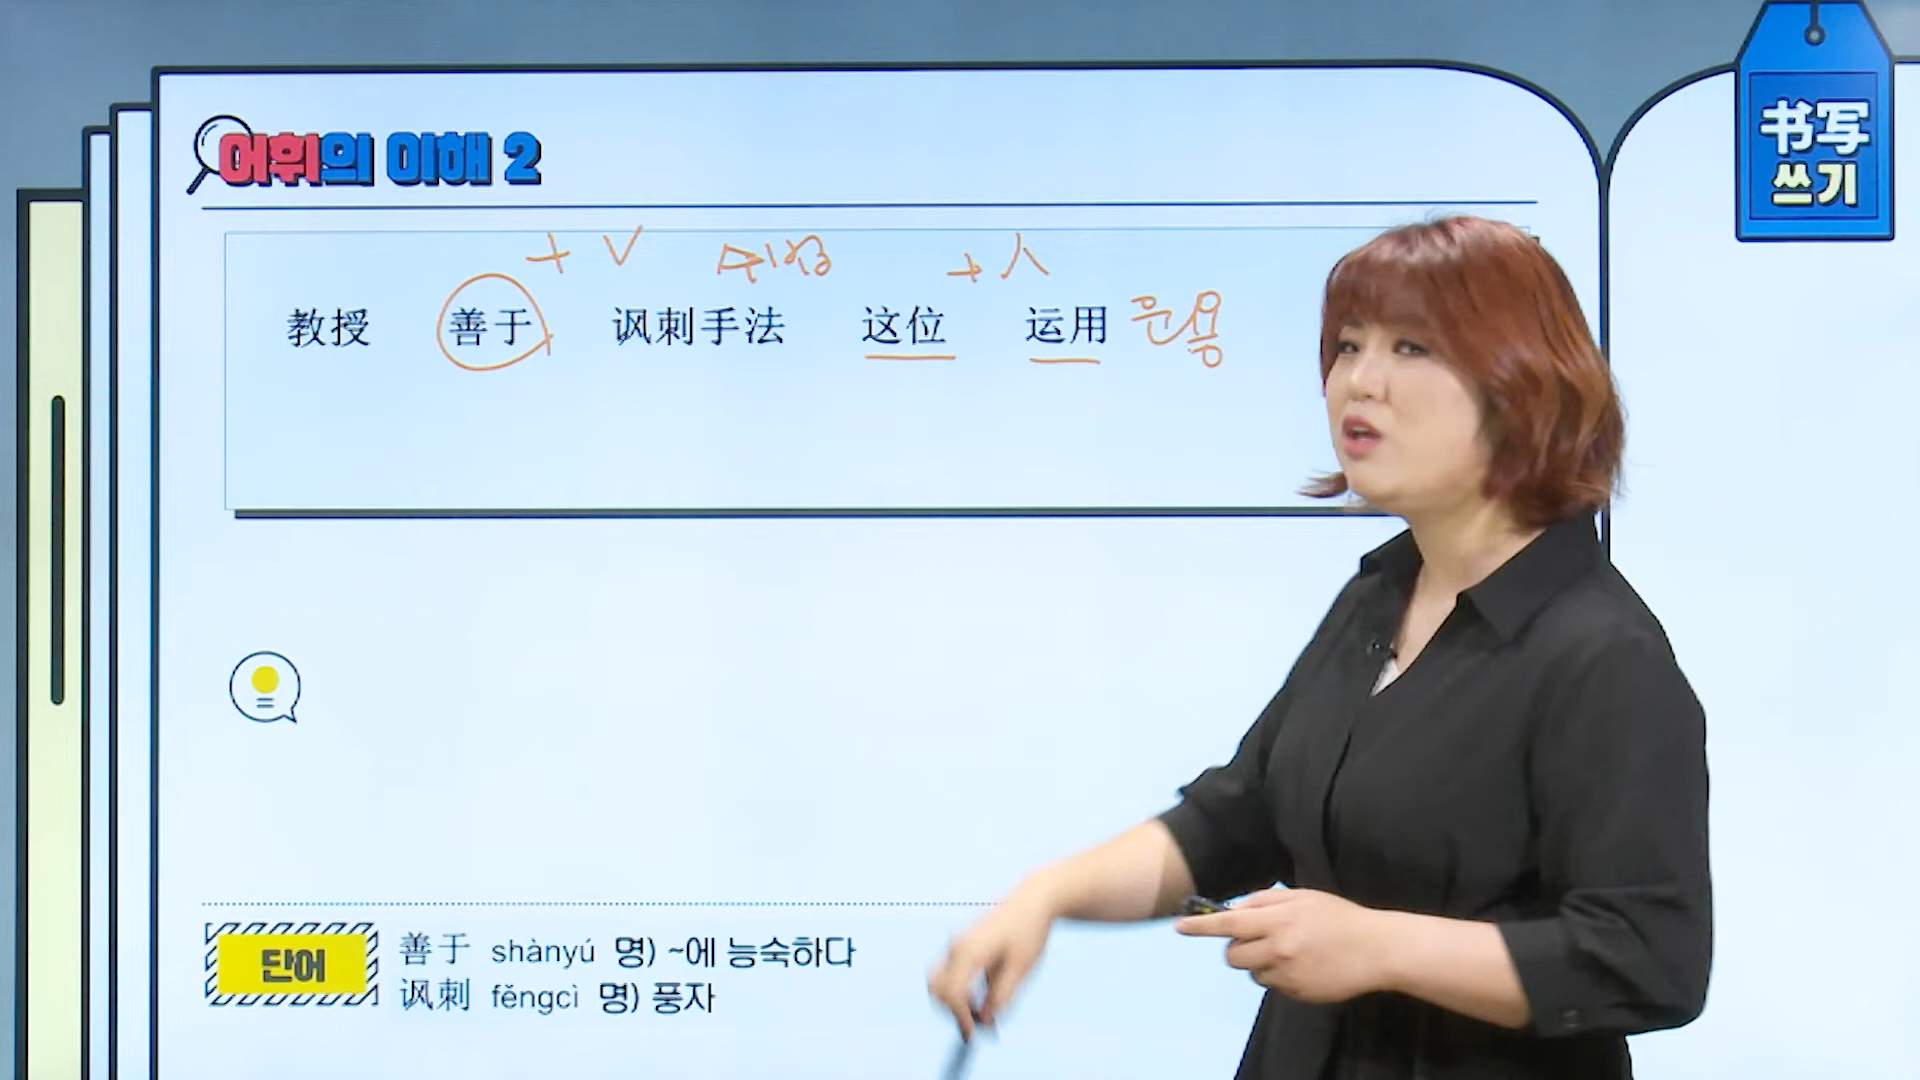 书写
쓰기
어휘의 이해 2
+ V + 人
教授 善于 讽刺手法 这位 运用 운용
단어
善于 shànyú 명) ~에 능숙하다
讽刺 fěngcì 명) 풍자